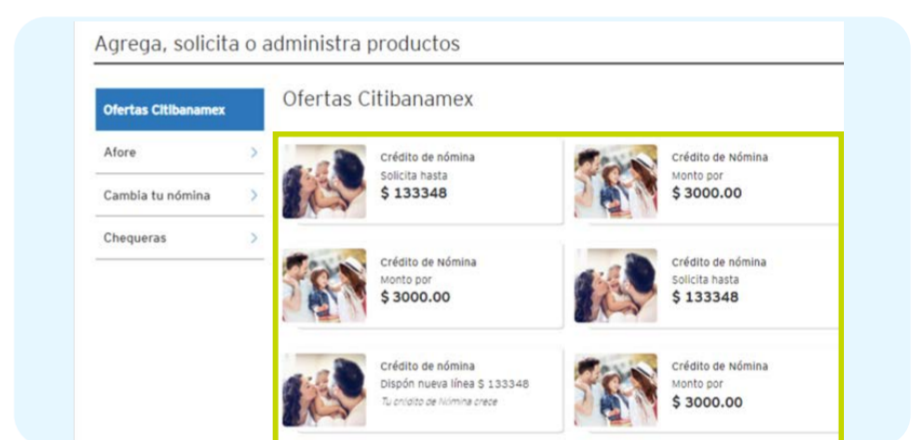 Agrega, solicita o administra productos
Ofertas Citibanamex
Afore
Cambia tu nómina
Chequeras
Ofertas Citibanamex
Crédito de nómina
Solicita hasta
$ 133348
Crédito de Nómina
Monto por
$ 3000.00
Crédito de Nómina
Monto por
$ 3000.00
Crédito de nómina
Solicita hasta
$ 133348
Crédito de nómina
Dispón nueva línea $ 133348
Tu crédito de Nómina crece
Crédito de Nómina
Monto por
$ 3000.00